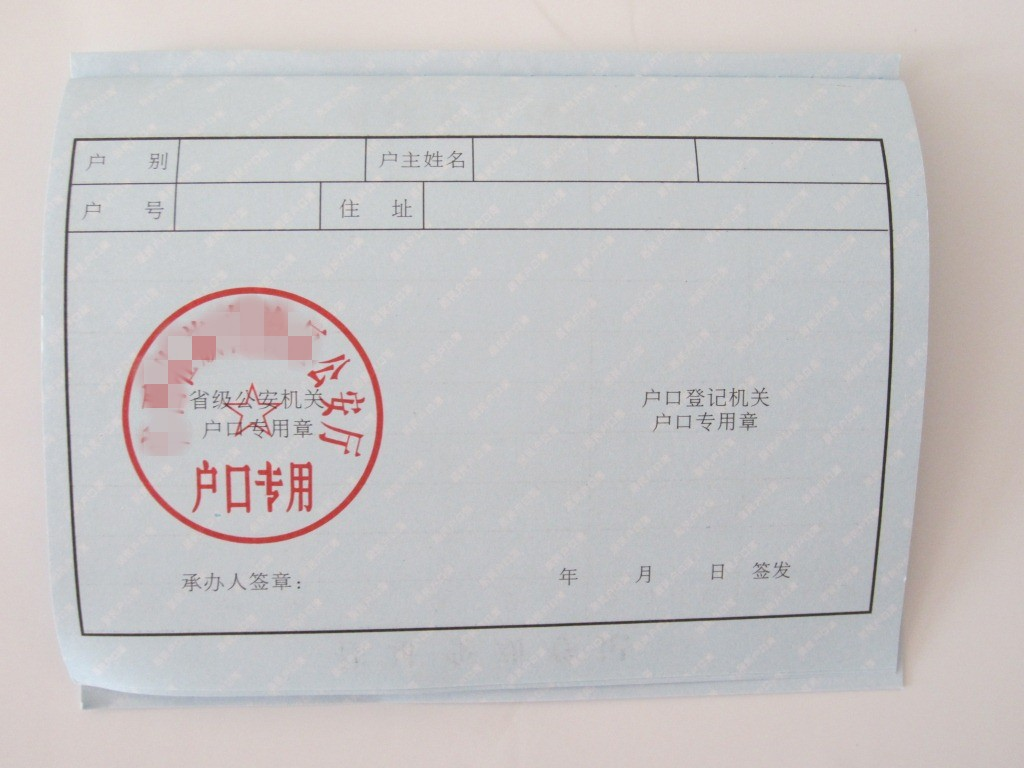 户 别 户主姓名
户 号 住 址
公安厅
省级公安机关
户口专用章
户口专用
户口登记机关
户口专用章
承办人签章：
年 月 日 签发